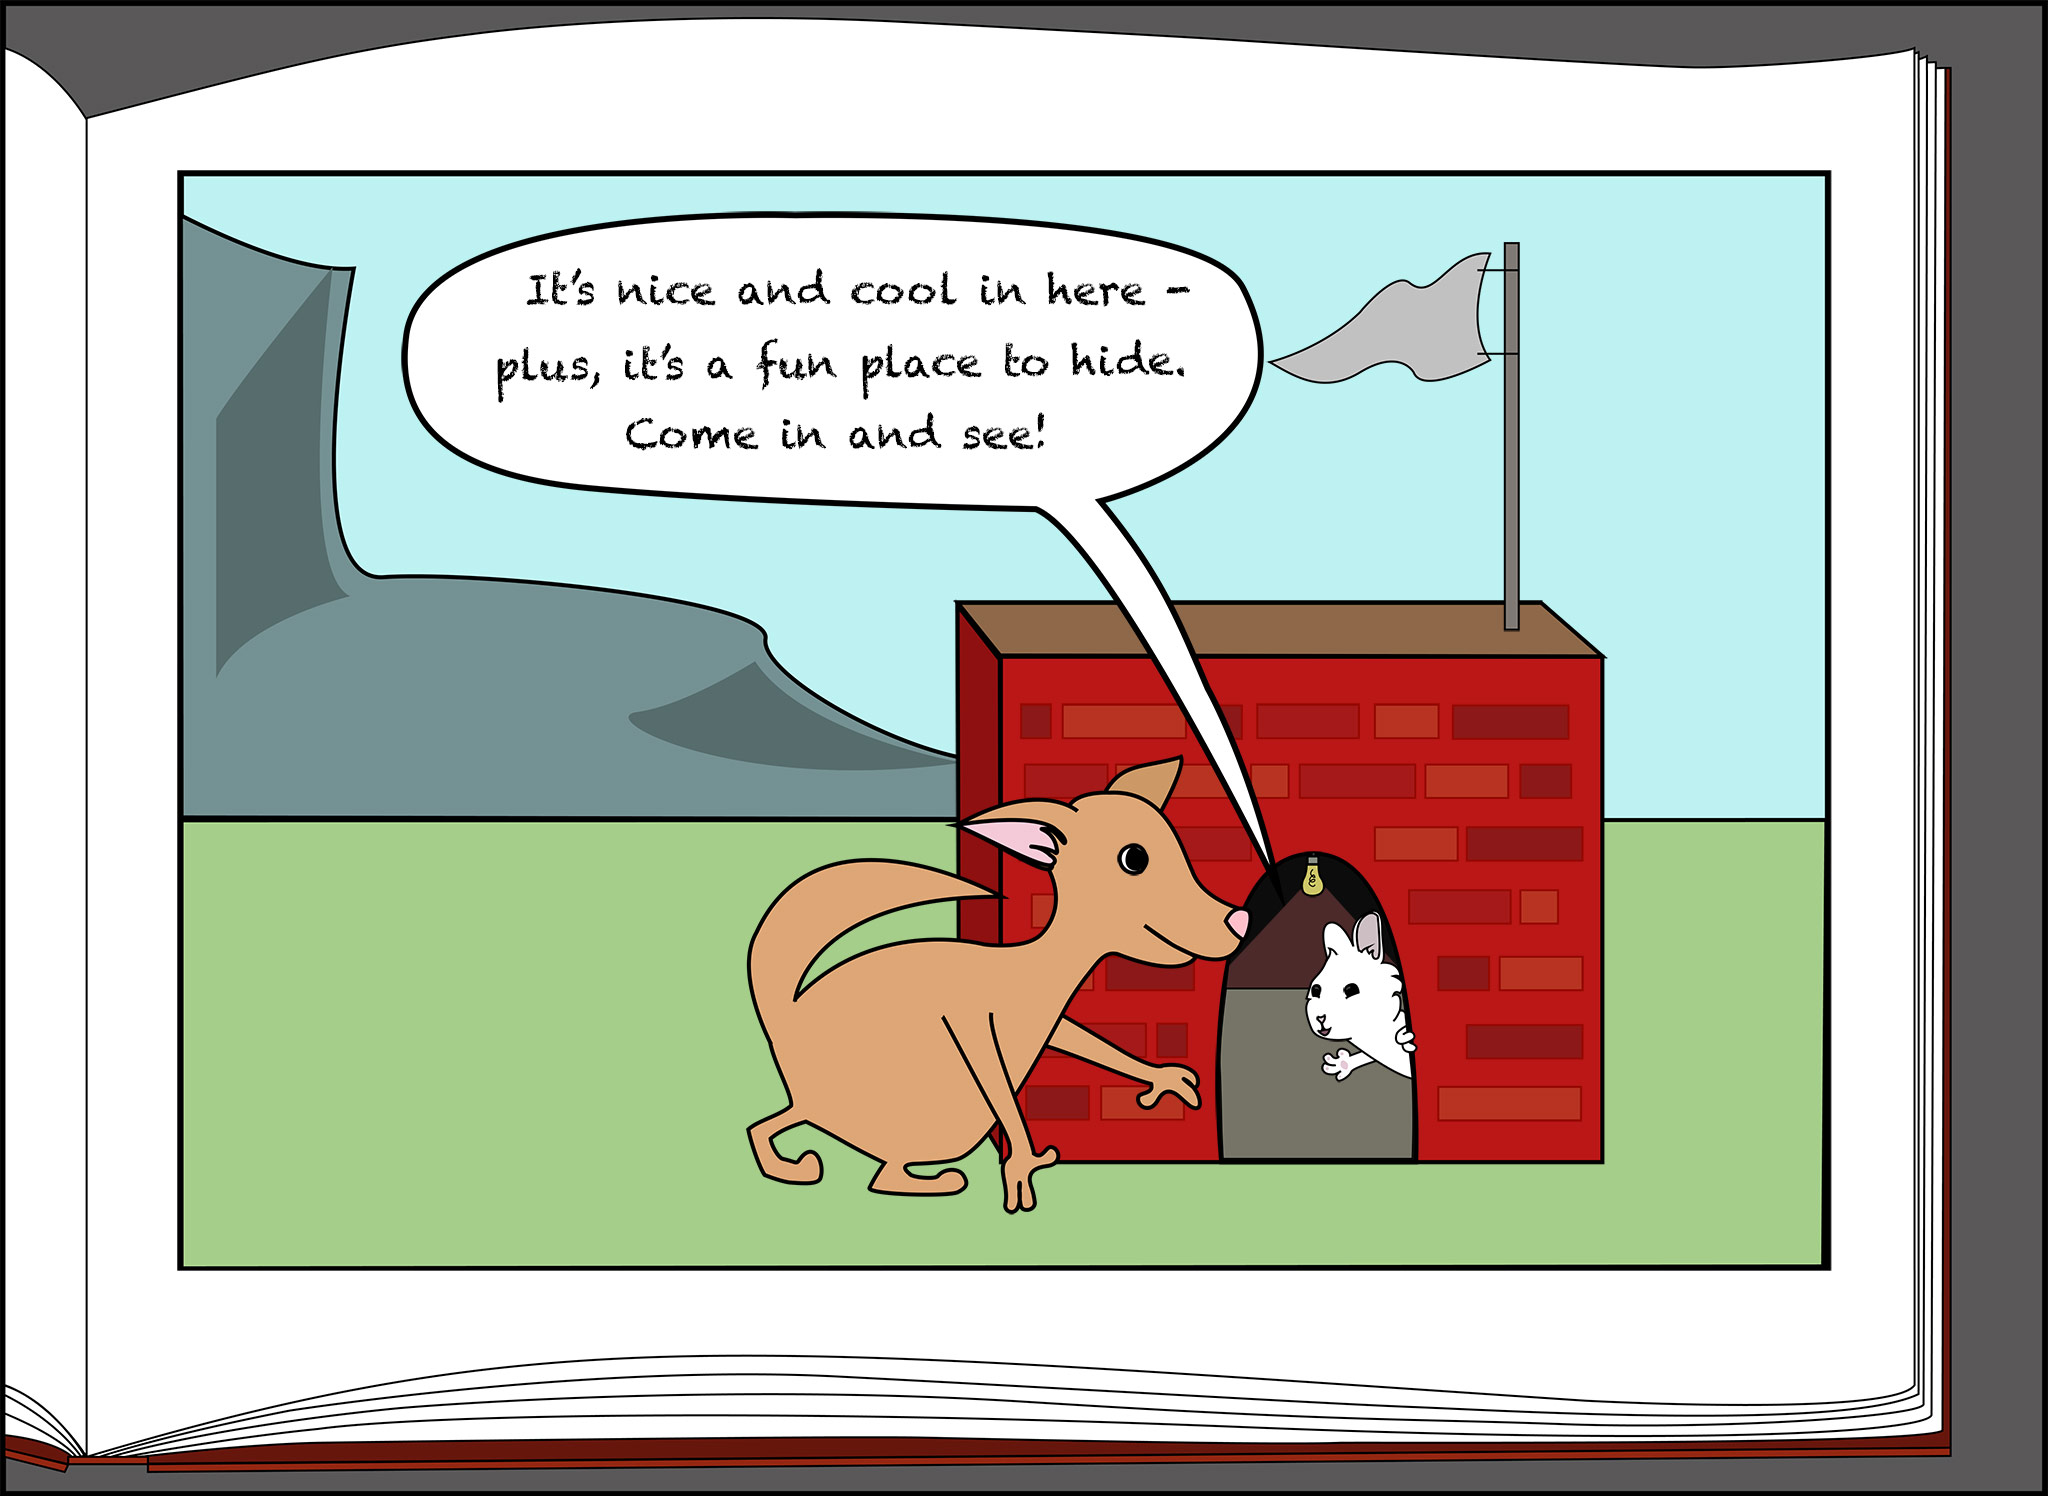 It's nice and cool in here -
plus, it's a fun place to hide.
Come in and see!